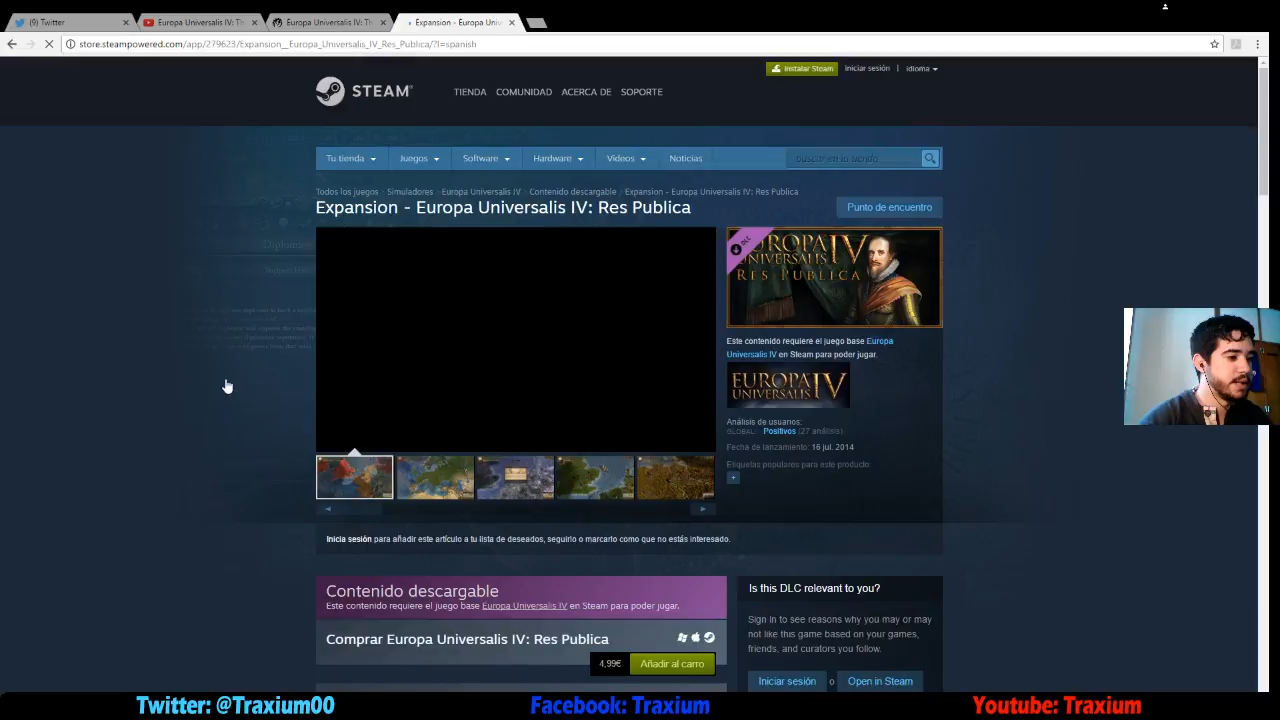 (9) Twitter
Europa Universalis IV: Th
Europa Universalis IV: Th
Expansion - Europa Univ
store.steampowered.com/app/279623/Expansion__Europa_Universalis_IV_Res_Publica/?l=spanish
Instalar Steam
Iniciar sesión
idioma
STEAM
TIENDA
COMUNIDAD
ACERCA DE
SOPORTE
Tu tienda
Juegos
Software
Hardware
Vídeos
Noticias
buscar en la tienda
Todos los juegos
Simuladores
Europa Universalis IV
Contenido descargable
Expansion - Europa Universalis IV: Res Publica
Expansion - Europa Universalis IV: Res Publica
Punto de encuentro
DLC
EUROPA IV
UNIVERSALIS
RES PUBLICA
Este contenido requiere el juego base Europa
Universalis IV en Steam para poder jugar.
EUROPA IV
UNIVERSALIS
Análisis de usuarios:
GLOBAL: Positivos (27 análisis)
Fecha de lanzamiento: 16 jul. 2014
Etiquetas populares para este producto:
+
Inicia sesión para añadir este artículo a tu lista de deseados, seguirlo o marcarlo como que no estás interesado.
Contenido descargable
Este contenido requiere el juego base Europa Universalis IV en Steam para poder jugar.
Comprar Europa Universalis IV: Res Publica
4,99€
Añadir al carro
Is this DLC relevant to you?
Sign in to see reasons why you may or may
not like this game based on your games,
friends, and curators you follow.
Iniciar sesión
o
Open in Steam
Twitter: @Traxium00
Facebook: Traxium
Youtube: Traxium